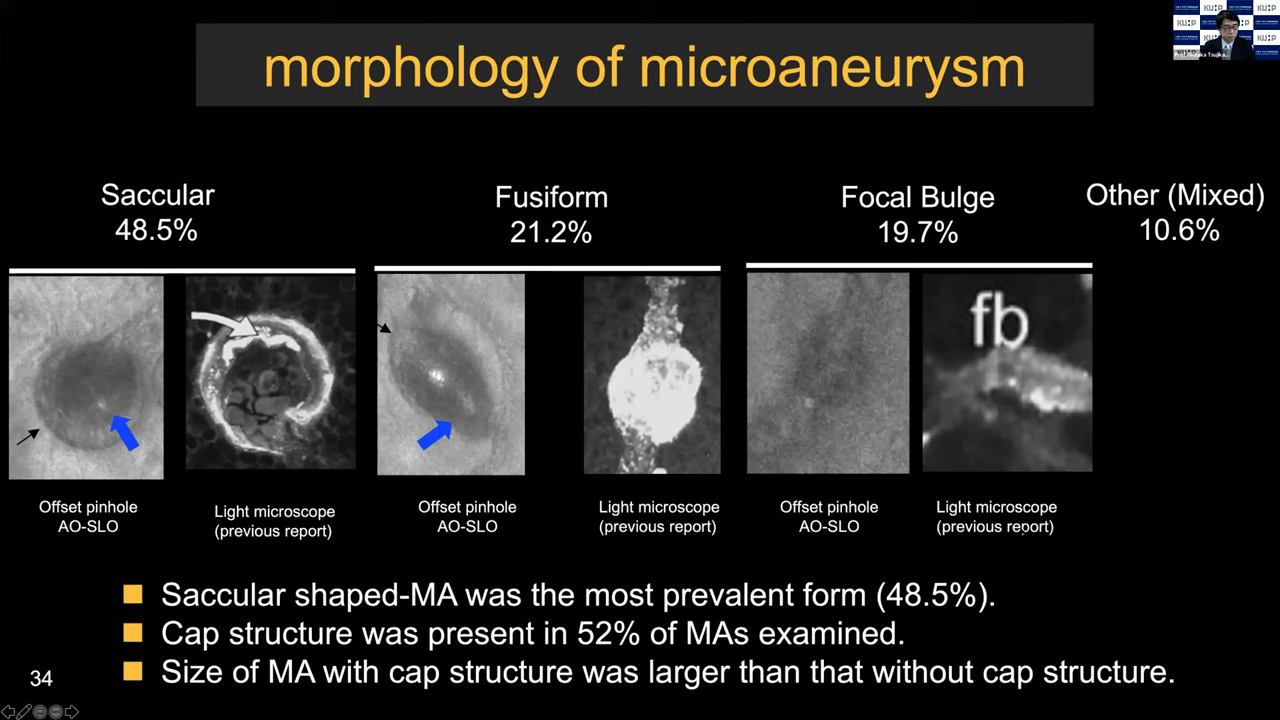 KU:P
KU:P
KU:P
morphology of microaneurysm
Saccular
48.5%
Fusiform
21.2%
Focal Bulge
19.7%
Other (Mixed)
10.6%
fb
Offset pinhole
AO-SLO
Light microscope
(previous report)
Offset pinhole
AO-SLO
Light microscope
(previous report)
Offset pinhole
AO-SLO
Light microscope
(previous report)
Saccular shaped-MA was the most prevalent form (48.5%).
Cap structure was present in 52% of MAs examined.
Size of MA with cap structure was larger than that without cap structure.
34